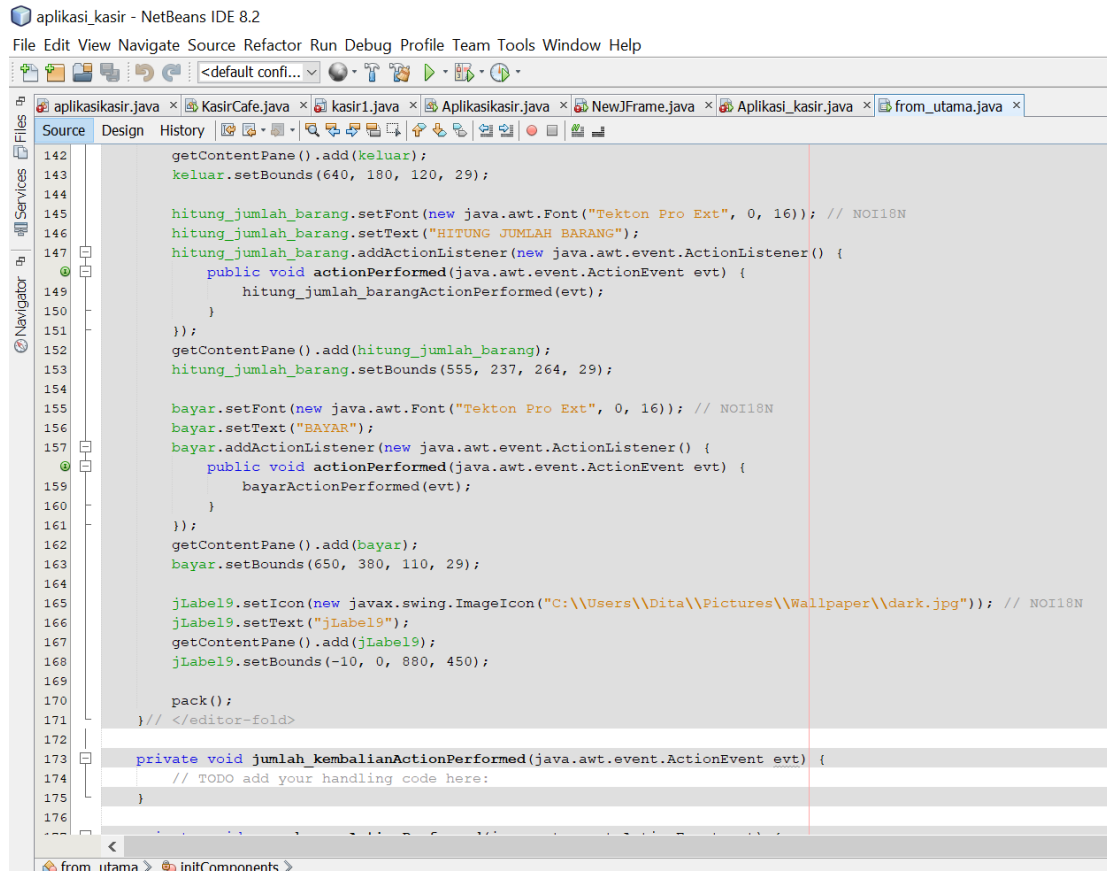 aplikasi_kasir - NetBeans IDE 8.2
File Edit View Navigate Source Refactor Run Debug Profile Team Tools Window Help
<default confi...
aplikasikasir.java × KasirCafe.java × kasir1.java × Aplikasikasir.java × NewJFrame.java × Aplikasi_kasir.java × from_utama.java ×
Source Design History
Files
Services
Navigator
142 getContentPane().add(keluar);
143 keluar.setBounds(640, 180, 120, 29);
144
145 hitung_jumlah_barang.setFont(new java.awt.Font("Tekton Pro Ext", 0, 16)); // NOI18N
146 hitung_jumlah_barang.setText("HITUNG JUMLAH BARANG");
147 hitung_jumlah_barang.addActionListener(new java.awt.event.ActionListener() {
public void actionPerformed(java.awt.event.ActionEvent evt) {
149 hitung_jumlah_barangActionPerformed(evt);
150 }
151 });
152 getContentPane().add(hitung_jumlah_barang);
153 hitung_jumlah_barang.setBounds(555, 237, 264, 29);
154
155 bayar.setFont(new java.awt.Font("Tekton Pro Ext", 0, 16)); // NOI18N
156 bayar.setText("BAYAR");
157 bayar.addActionListener(new java.awt.event.ActionListener() {
public void actionPerformed(java.awt.event.ActionEvent evt) {
159 bayarActionPerformed(evt);
160 }
161 });
162 getContentPane().add(bayar);
163 bayar.setBounds(650, 380, 110, 29);
164
165 jLabel9.setIcon(new javax.swing.ImageIcon("C:\\Users\\Dita\\Pictures\\Wallpaper\\dark.jpg")); // NOI18N
166 jLabel9.setText("jLabel9");
167 getContentPane().add(jLabel9);
168 jLabel9.setBounds(-10, 0, 880, 450);
169
170 pack();
171 }// </editor-fold>
172
173 private void jumlah_kembalianActionPerformed(java.awt.event.ActionEvent evt) {
174 // TODO add your handling code here:
175 }
176
from_utama > initComponents >